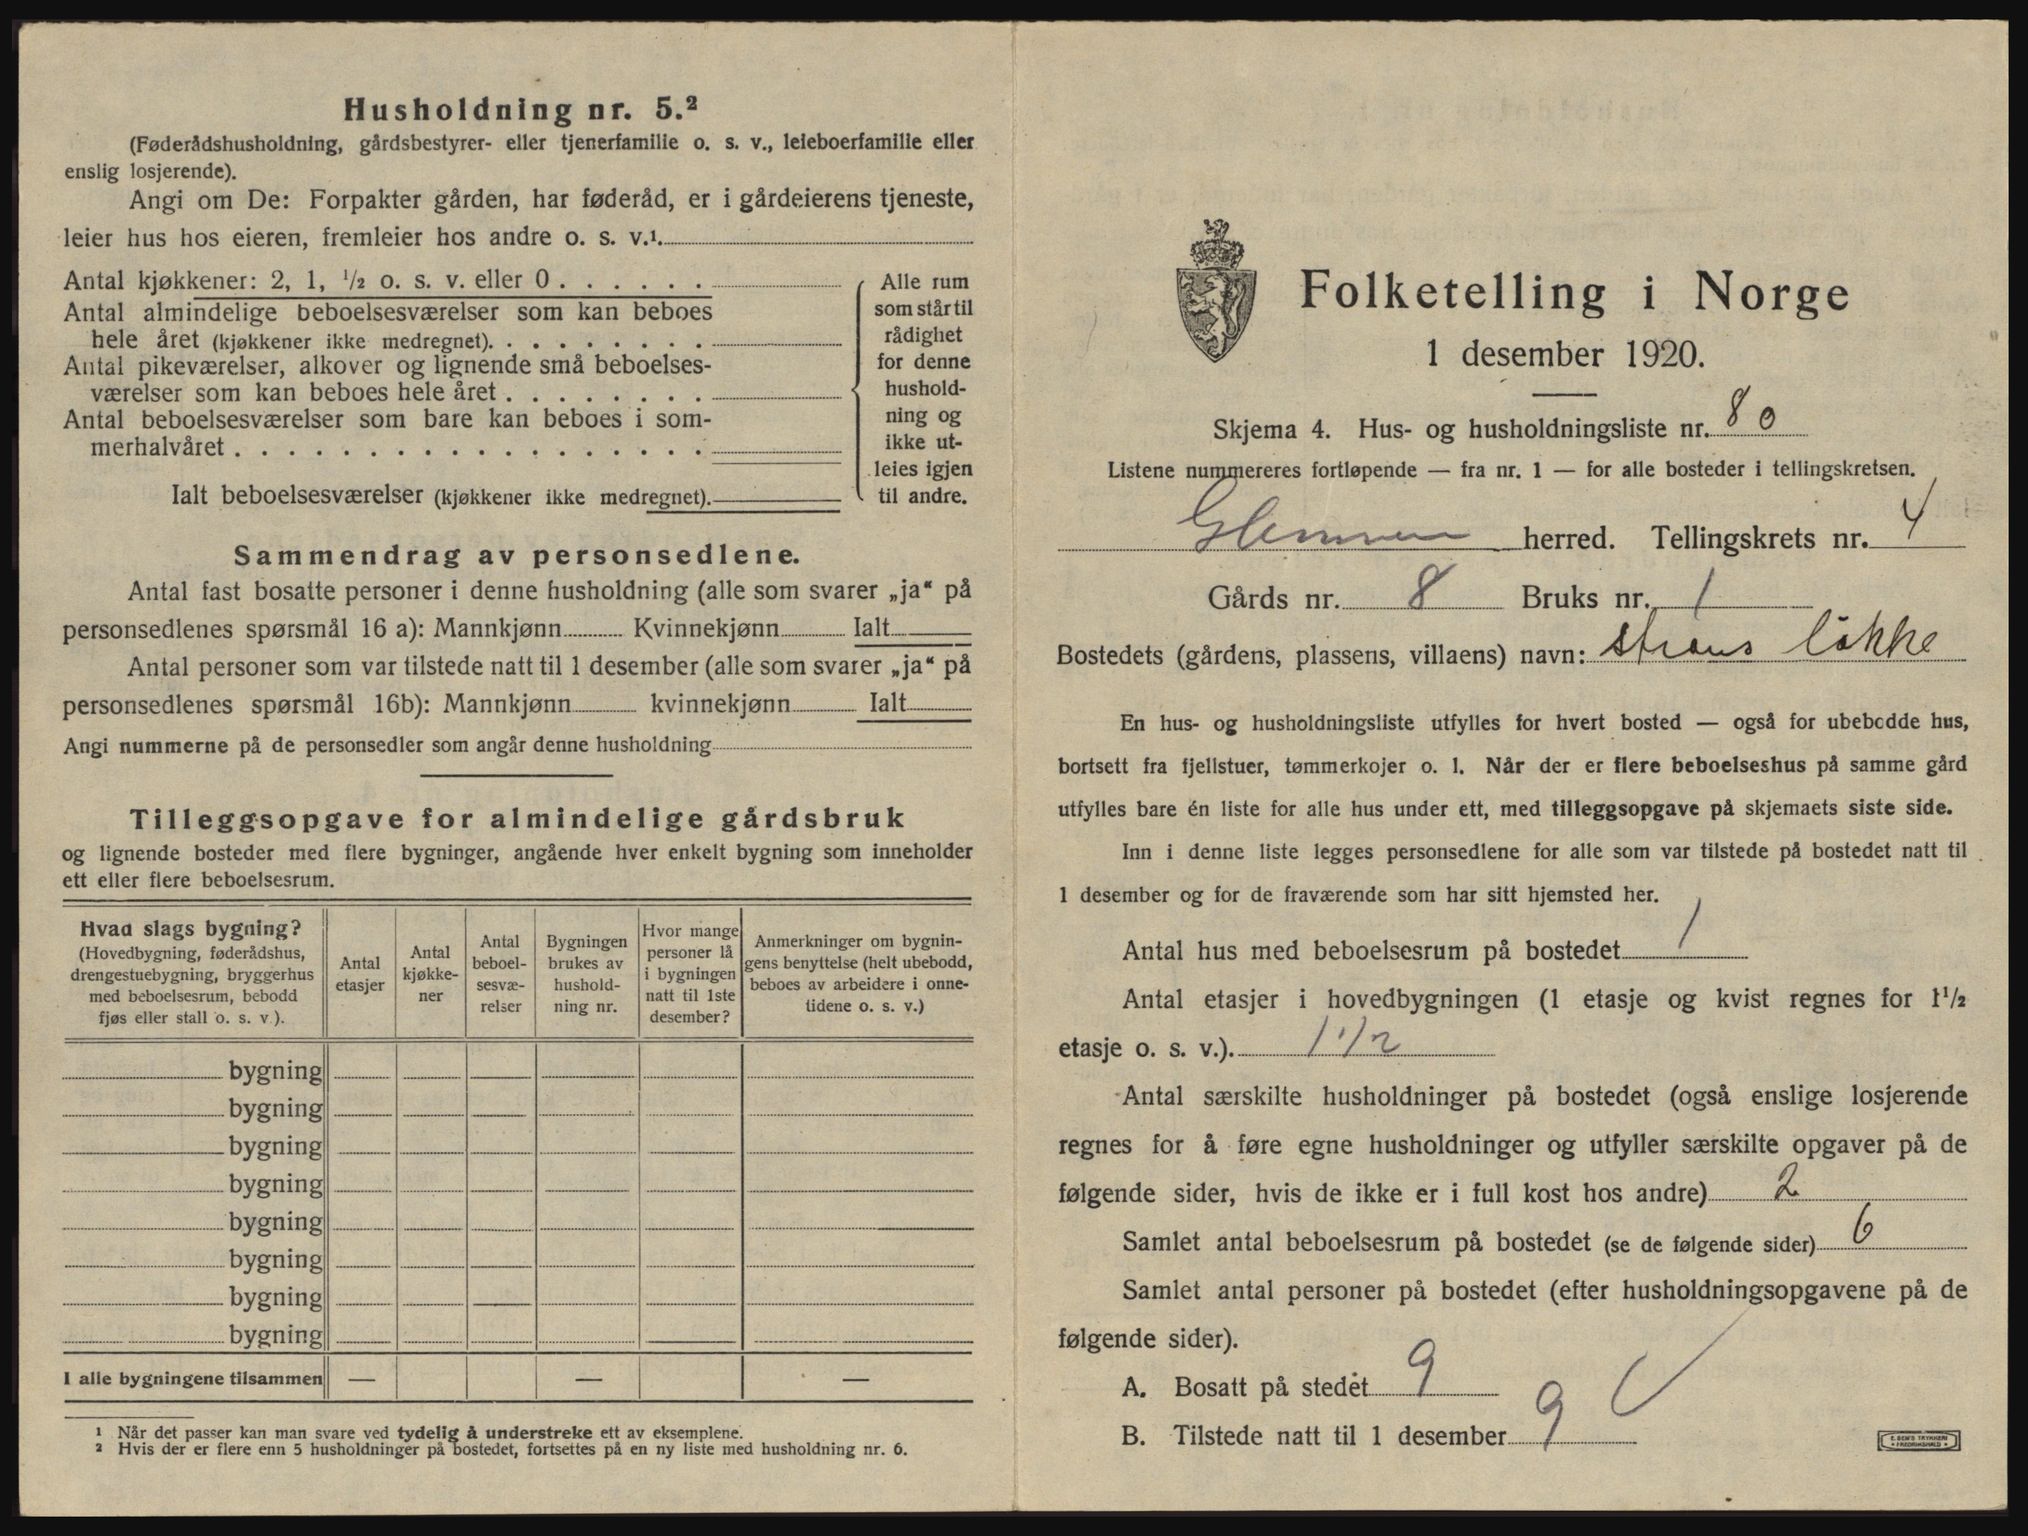 Husholdning nr. 5.²
(Føderådshusholdning, gårdsbestyrer- eller tjenerfamilie o. s. v., leieboerfamilie eller
enslig losjerende).
Angi om De: Forpakter gården, har føderåd, er i gårdeierens tjeneste,
leier hus hos eieren, fremleier hos andre o. s. v.¹.
Antal kjøkkener: 2, 1, ½ o. s. v. eller 0 . . . . . .
Antal almindelige beboelsesværelser som kan beboes
hele året (kjøkkener ikke medregnet). . . . . . . . .
Antal pikeværelser, alkover og lignende små beboelses-
værelser som kan beboes hele året . . . . . . . .
Antal beboelsesværelser som bare kan beboes i som-
merhalvåret . . . . . . . . . . . . . . . . . .
Ialt beboelsesværelser (kjøkkener ikke medregnet).
Alle rum
som står til
rådighet
for denne
hushold-
ning og
ikke ut-
leies igjen
til andre.
Sammendrag av personsedlene.
Antal fast bosatte personer i denne husholdning (alle som svarer „ja“ på
personsedlenes spørsmål 16 a): Mannkjønn Kvinnekjønn Ialt
Antal personer som var tilstede natt til 1 desember (alle som svarer „ja“ på
personsedlenes spørsmål 16b): Mannkjønn kvinnekjønn Ialt
Angi nummerne på de personsedler som angår denne husholdning
Tilleggsopgave for almindelige gårdsbruk
og lignende bosteder med flere bygninger, angående hver enkelt bygning som inneholder
ett eller flere beboelsesrum.
Hvad slags bygning?
(Hovedbygning, føderådshus,
drengestuebygning, bryggerhus
med beboelsesrum, bebodd
fjøs eller stall o. s. v.).
Antal
etasjer
Antal
kjøkke-
ner
Antal
beboel-
sesvæ-
relser
Bygningen
brukes av
hushold-
ning nr.
Hvor mange
personer lå
i bygningen
natt til 1ste
desember?
Anmerkninger om bygnin-
gens benyttelse (helt ubebodd,
beboes av arbeidere i onne-
tidene o. s. v.)
bygning
bygning
bygning
bygning
bygning
bygning
bygning
bygning
I alle bygningene tilsammen — — —
¹ Når det passer kan man svare ved tydelig å understreke ett av eksemplene.
² Hvis der er flere enn 5 husholdninger på bostedet, fortsettes på en ny liste med husholdning nr. 6.
Folketelling i Norge
1 desember 1920.
Skjema 4. Hus- og husholdningsliste nr. 80
Listene nummereres fortløpende — fra nr. 1 — for alle bosteder i tellingskretsen.
Glemmen herred. Tellingskrets nr. 4
Gårds nr. 8 Bruks nr. 1
Bostedets (gårdens, plassens, villaens) navn: Straus lökke
En hus- og husholdningsliste utfylles for hvert bosted — også for ubebodde hus,
bortsett fra fjellstuer, tømmerkojer o. l. Når der er flere beboelseshus på samme gård
utfylles bare én liste for alle hus under ett, med tilleggsopgave på skjemaets siste side.
Inn i denne liste legges personsedlene for alle som var tilstede på bostedet natt til
1 desember og for de fraværende som har sitt hjemsted her.
Antal hus med beboelsesrum på bostedet 1
Antal etasjer i hovedbygningen (1 etasje og kvist regnes for 1½
etasje o. s. v.). 1 1/2
Antal særskilte husholdninger på bostedet (også enslige losjerende
regnes for å føre egne husholdninger og utfyller særskilte opgaver på de
følgende sider, hvis de ikke er i full kost hos andre) 2
Samlet antal beboelsesrum på bostedet (se de følgende sider) 6
Samlet antal personer på bostedet (efter husholdningsopgavene på de
følgende sider).
A. Bosatt på stedet 9
B. Tilstede natt til 1 desember 9
E. SEM'S TRYKKERI
• FREDRIKSHALD •